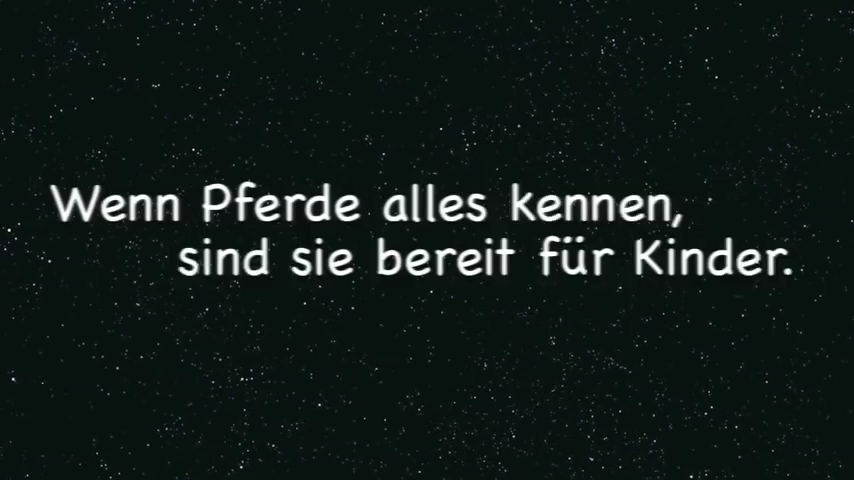 Wenn Pferde alles kennen,
sind sie bereit für Kinder.